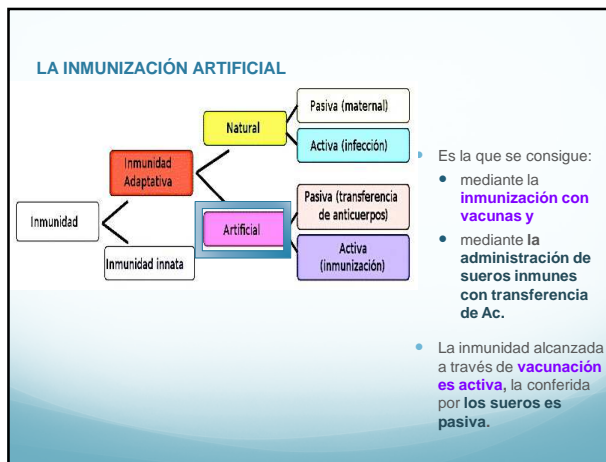 LA INMUNIZACIÓN ARTIFICIAL
Pasiva (maternal)
Natural
Activa (infección)
Inmunidad
Adaptativa
Pasiva (transferencia
de anticuerpos)
Inmunidad
Artificial
Activa
(inmunización)
Inmunidad innata
Es la que se consigue:
mediante la
inmunización con
vacunas y
mediante la
administración de
sueros inmunes
con transferencia
de Ac.
La inmunidad alcanzada
a través de vacunación
es activa, la conferida
por los sueros es
pasiva.